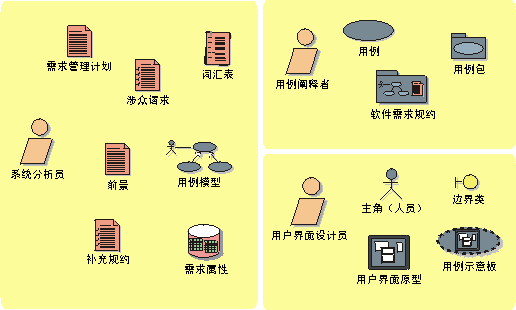 需求管理计划
词汇表
涉众请求
系统分析员
前景
用例模型
补充规约
需求属性
用例阐释者
用例
用例包
软件需求规约
用户界面设计员
主角（人员）
边界类
用户界面原型
用例示意板